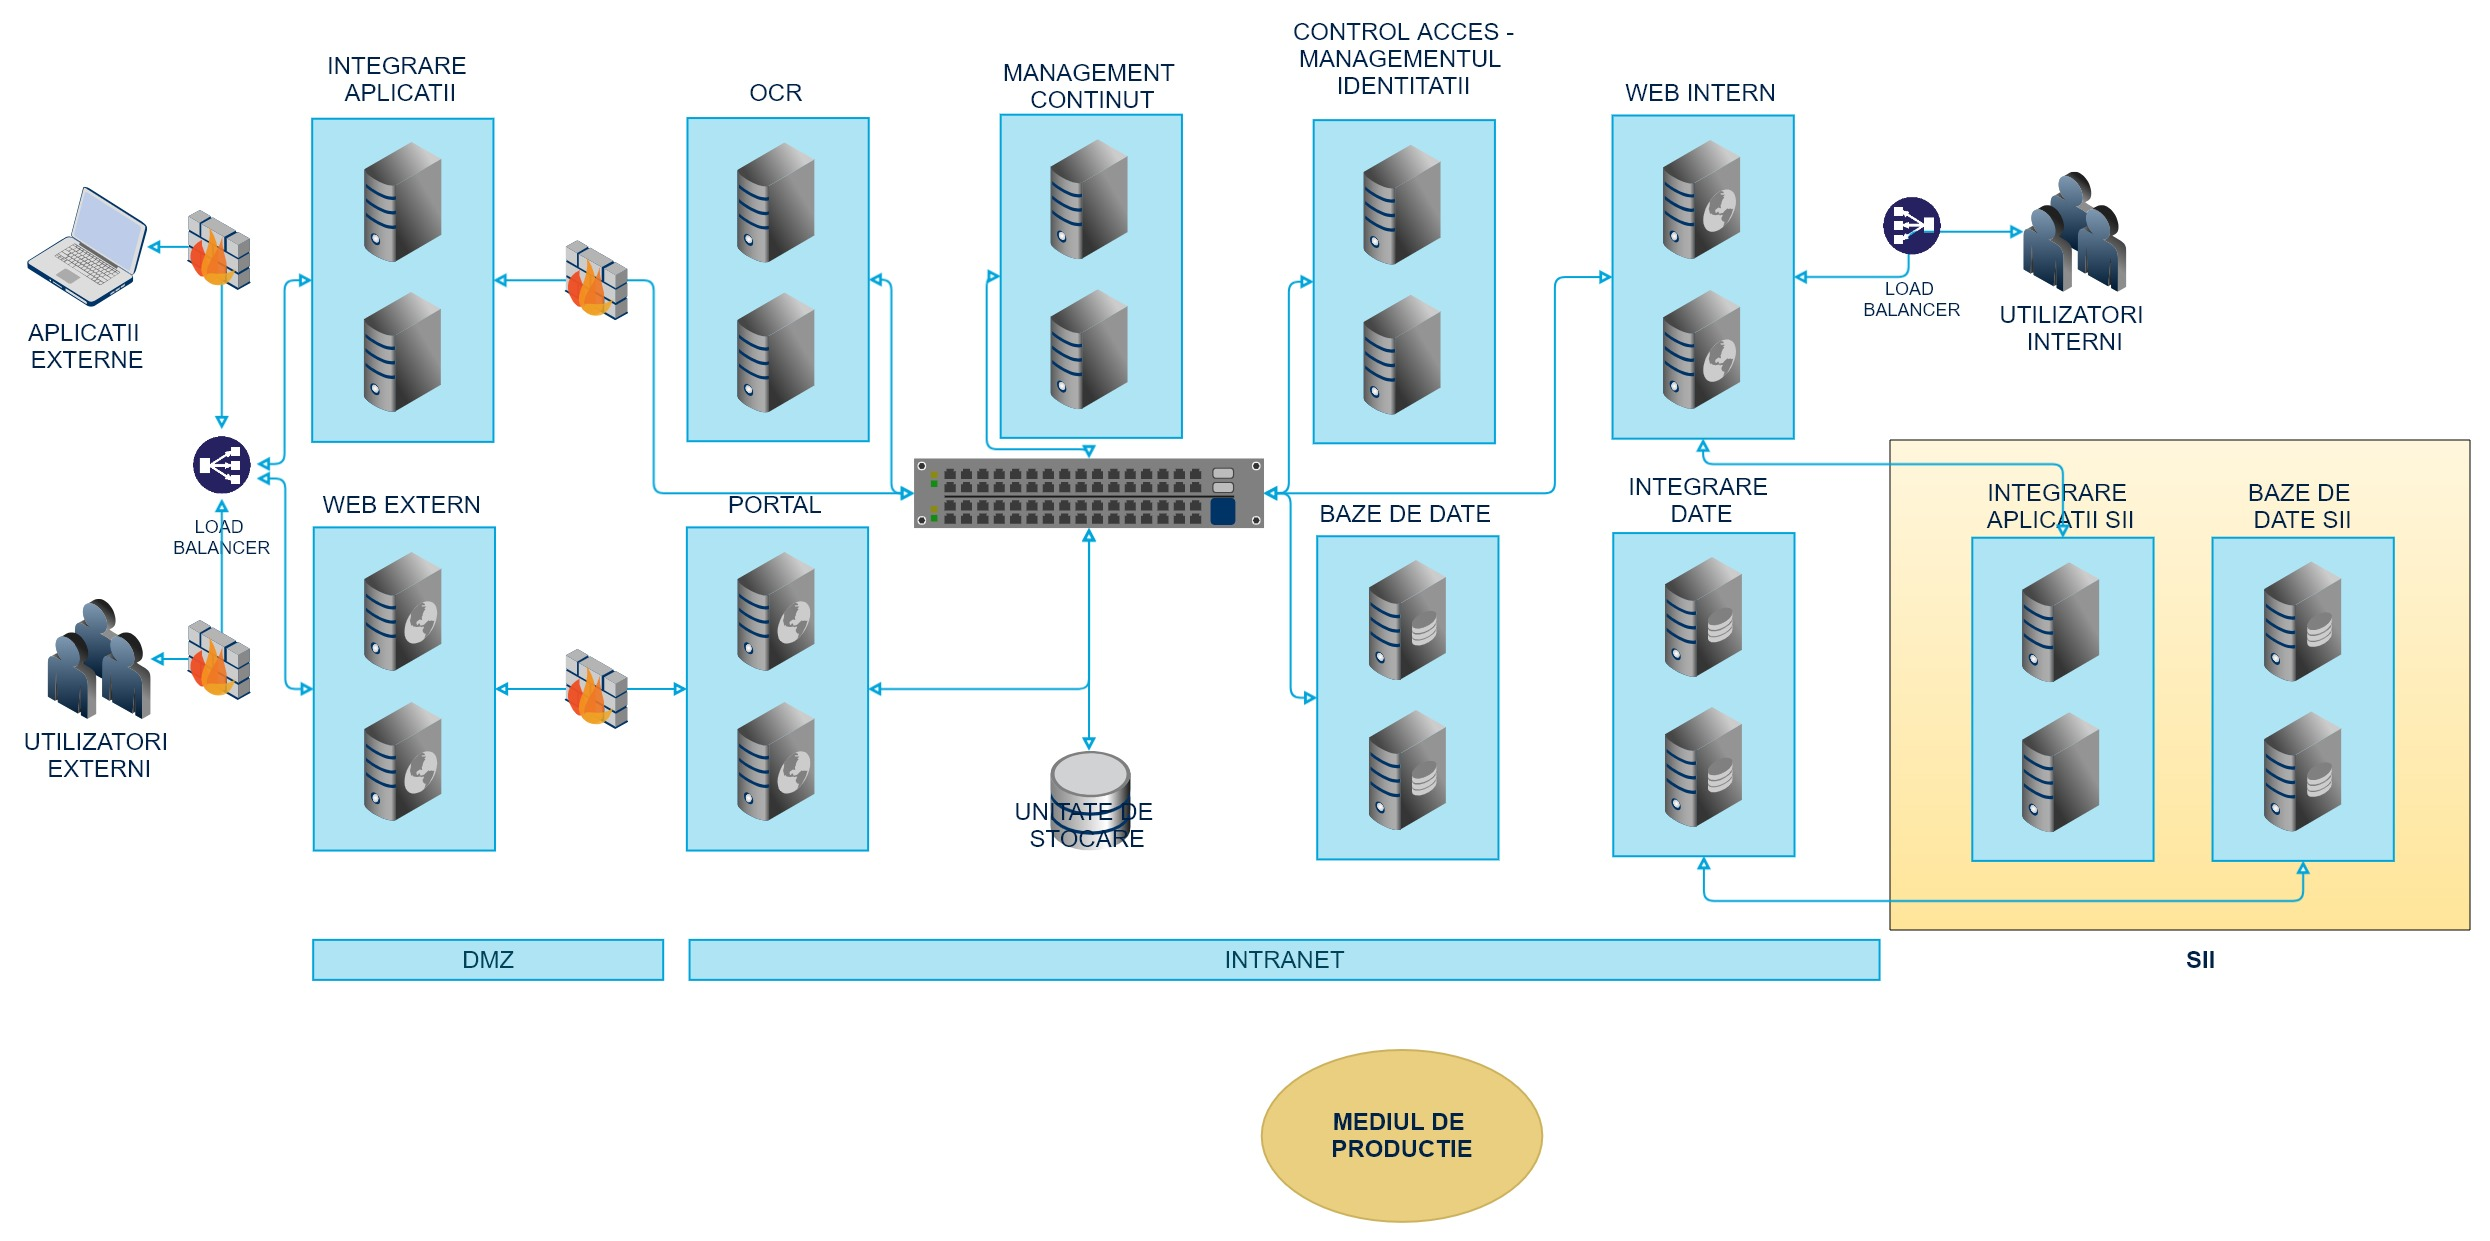 INTEGRARE
APLICATII
OCR
MANAGEMENT
CONTINUT
CONTROL ACCES -
MANAGEMENTUL
IDENTITATII
WEB INTERN
APLICATII
EXTERNE
LOAD
BALANCER
UTILIZATORI
INTERNI
LOAD
BALANCER
WEB EXTERN
PORTAL
BAZE DE DATE
INTEGRARE
DATE
INTEGRARE
APLICATII SII
BAZE DE
DATE SII
UTILIZATORI
EXTERNI
UNITATE DE
STOCARE
DMZ
INTRANET
SII
MEDIUL DE
PRODUCTIE